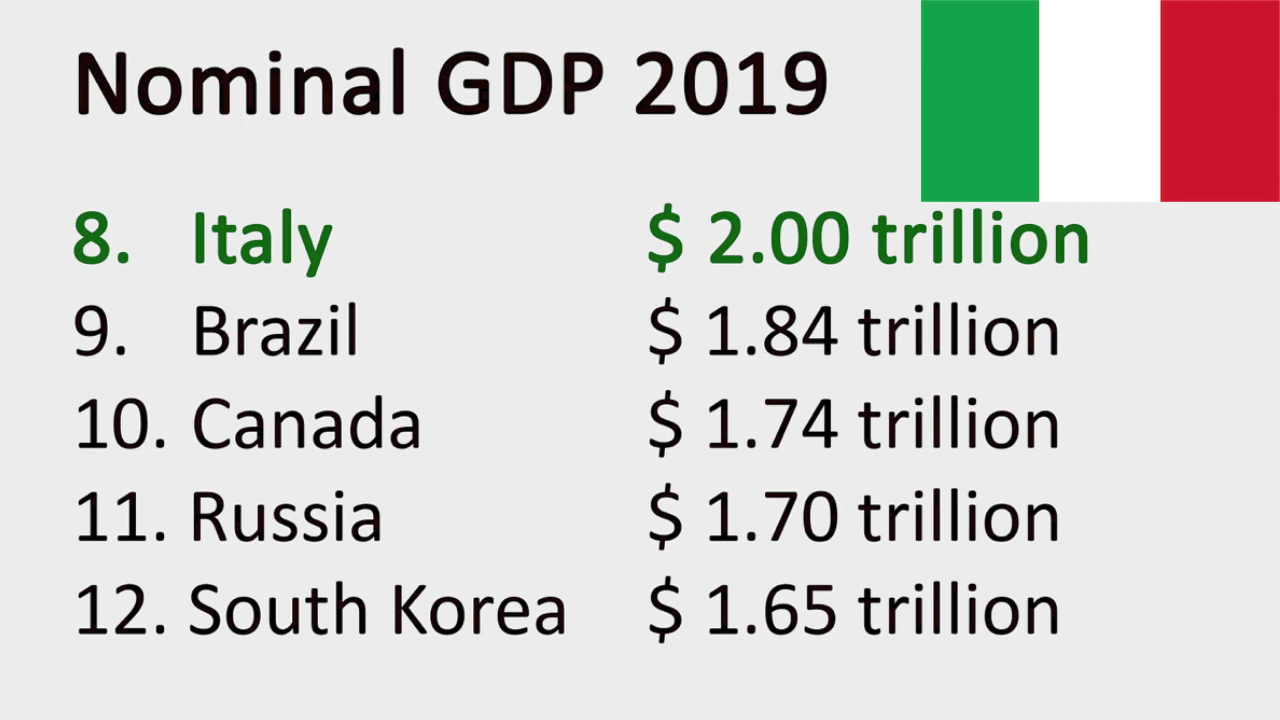 Nominal GDP 2019
8. Italy $ 2.00 trillion
9. Brazil $ 1.84 trillion
10. Canada $ 1.74 trillion
11. Russia $ 1.70 trillion
12. South Korea $ 1.65 trillion